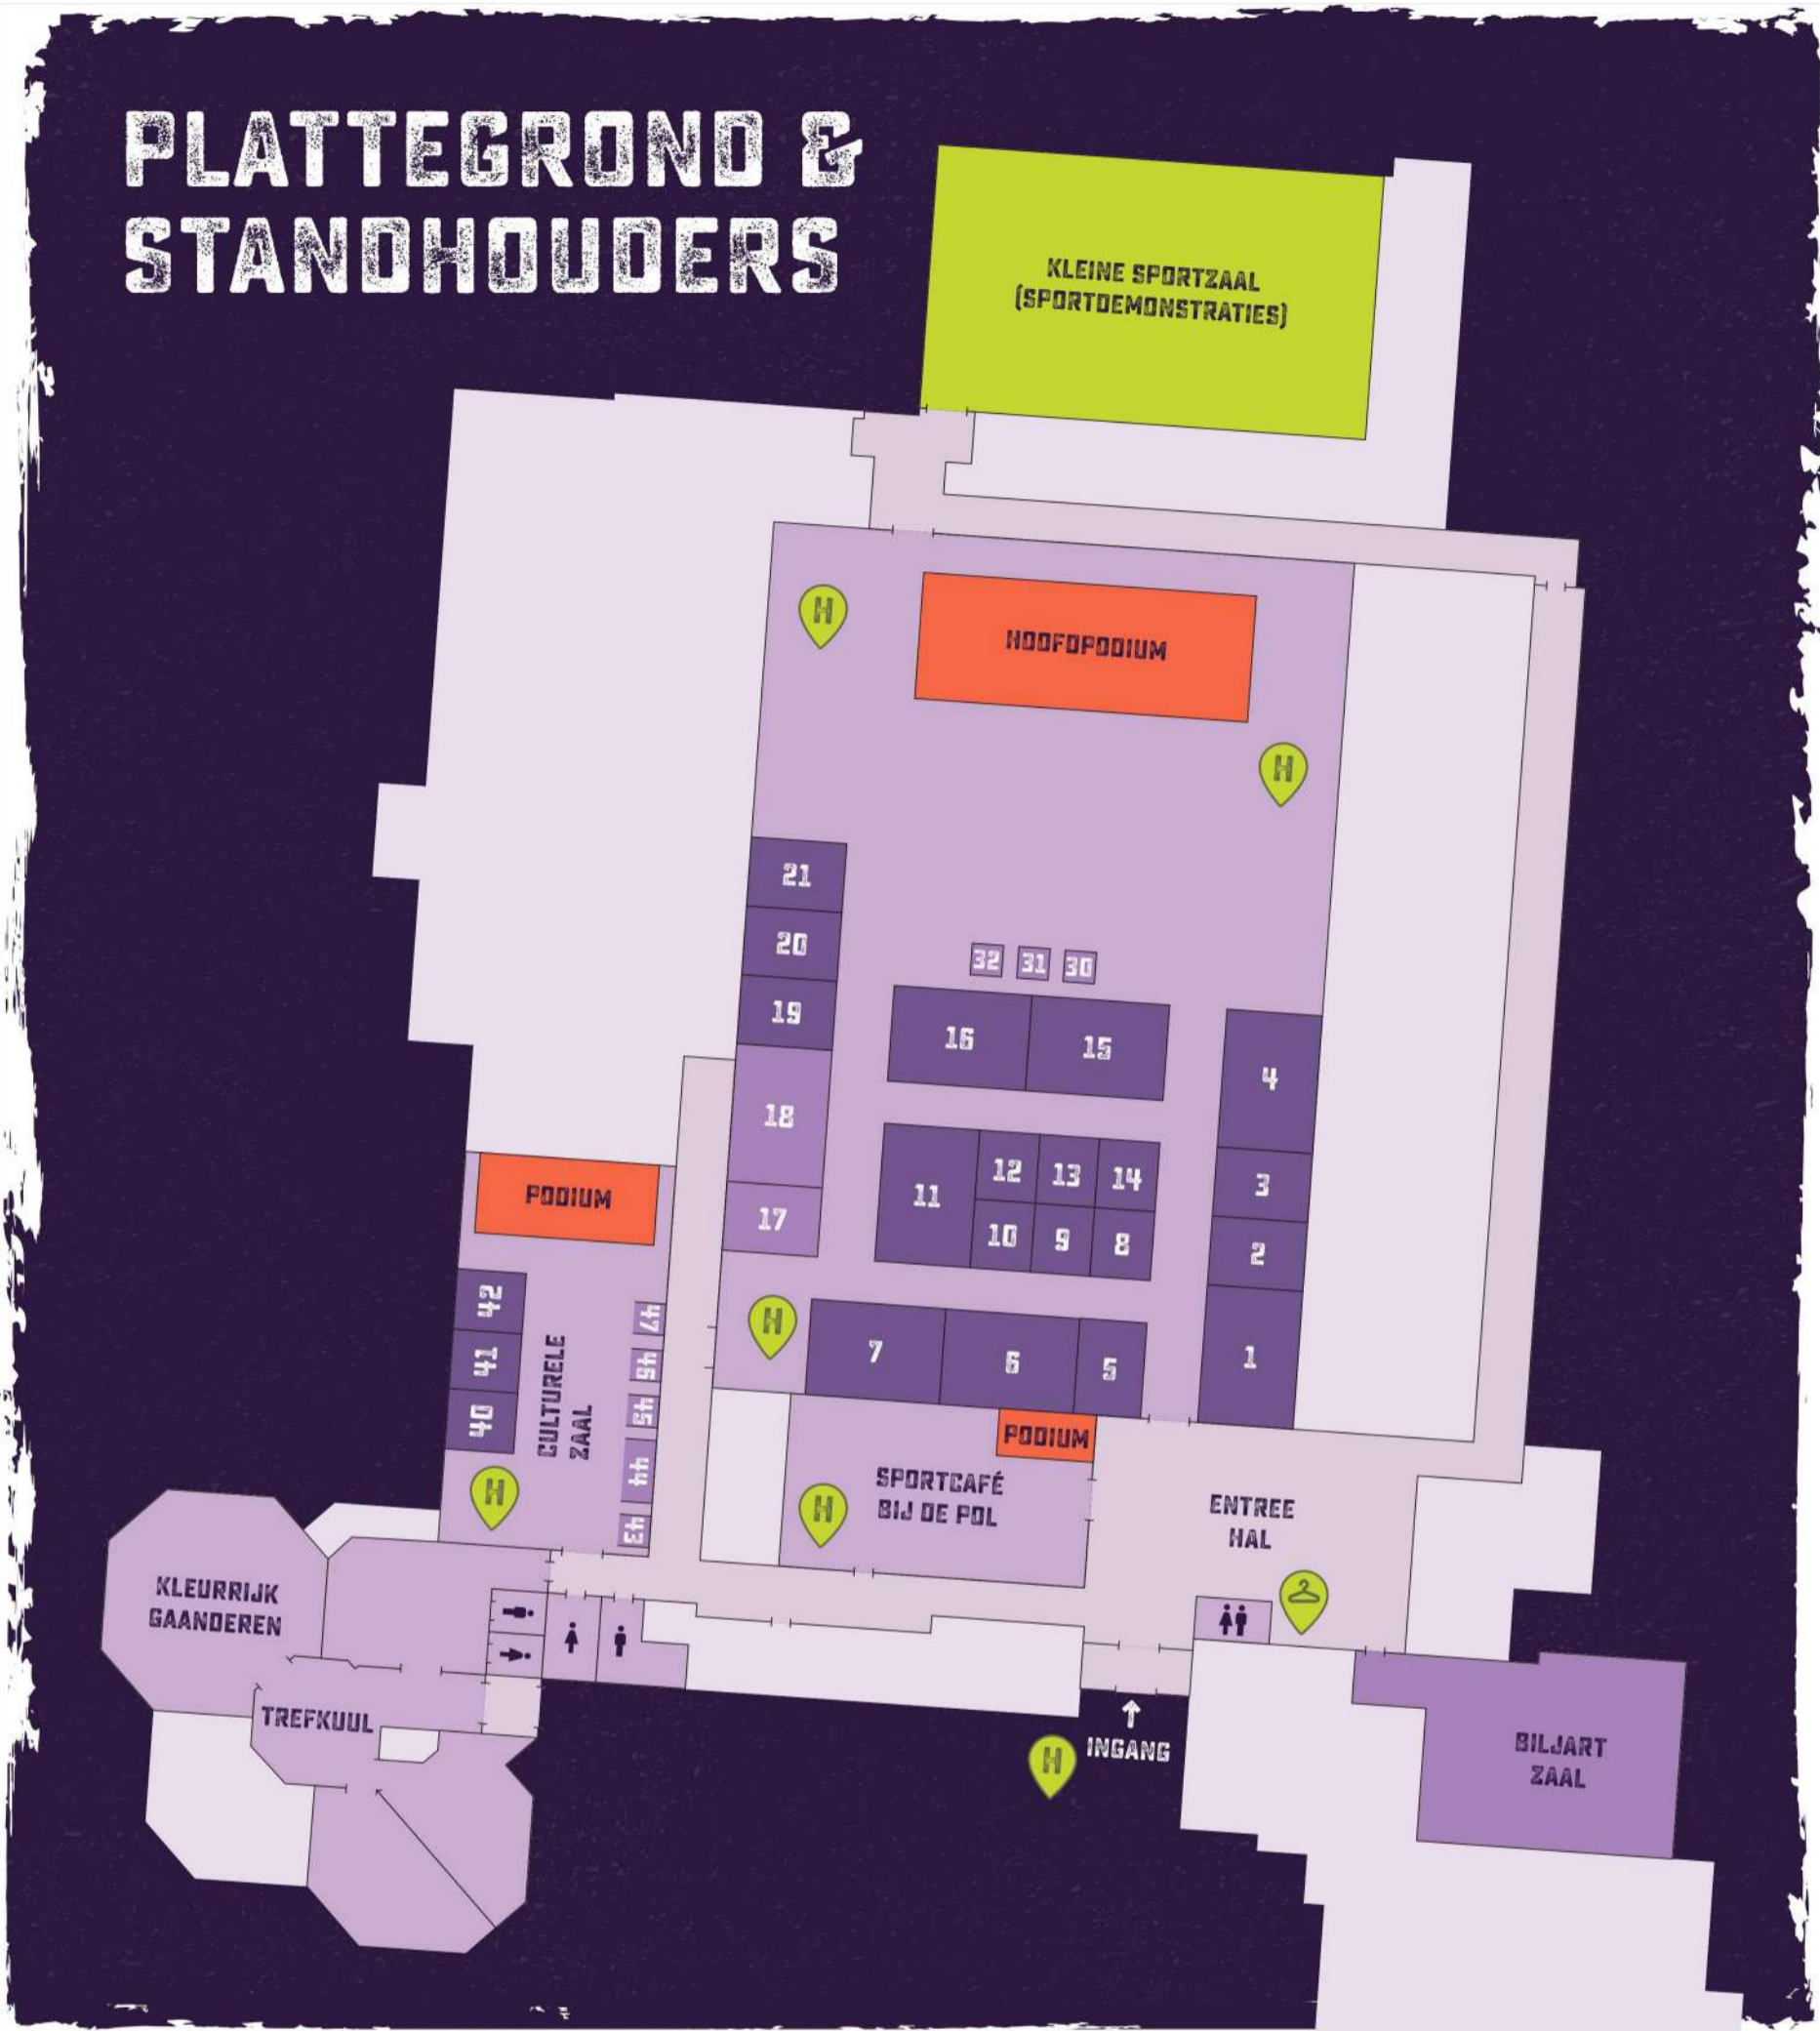 PLATTEGROND &
STANDHOUDERS
KLEINE SPORTZAAL
(SPORTDEMONSTRATIES)
H
HOOFDPODIUM
H
21
20
19
18
17
32 31 30
16 15
4
3
2
1
11
12 13 14
10 9 8
H
7 6 5
PODIUM
42
41
40
CULTURELE
ZAAL
47
46
45
44
43
H
PODIUM
SPORTCAFÉ
BIJ DE POL
H
ENTREE
HAL
KLEURRIJK
GAANDEREN
TREFKUUL
INGANG
H
BILJART
ZAAL